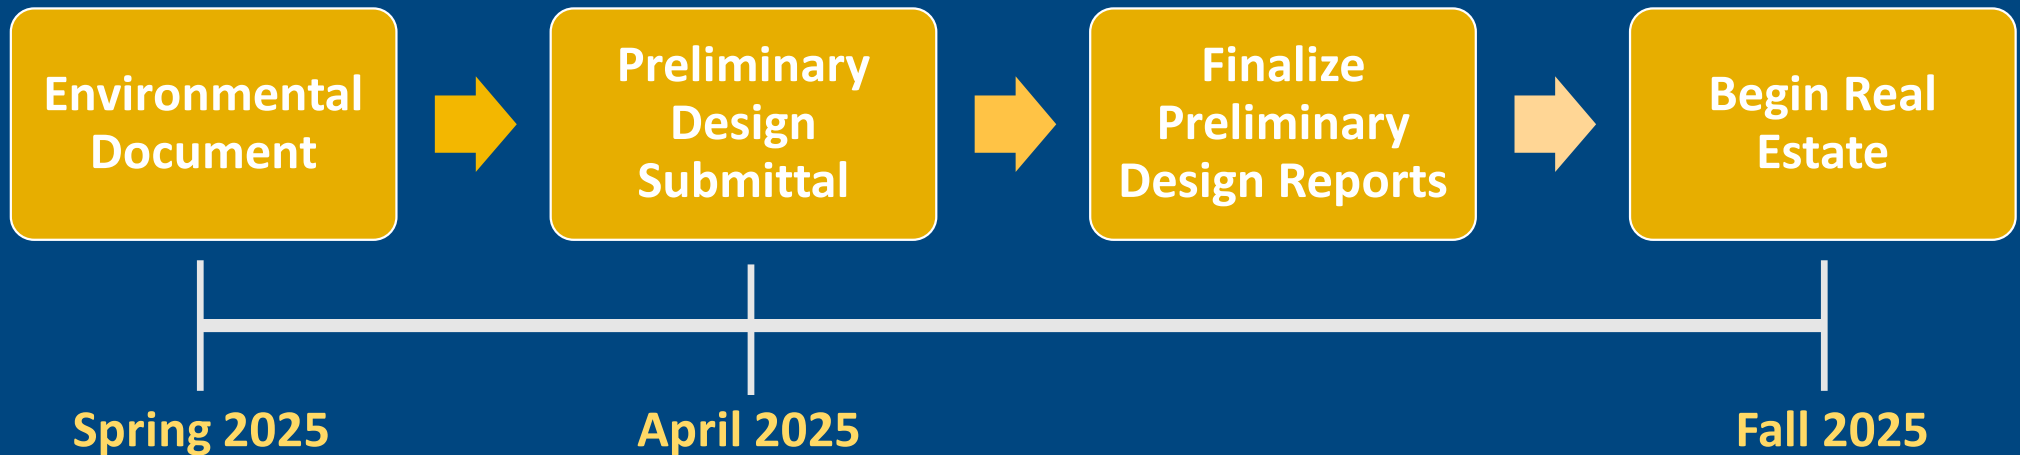 Environmental
Document
Preliminary
Design
Submittal
Finalize
Preliminary
Design Reports
Begin Real
Estate
Spring 2025
April 2025
Fall 2025